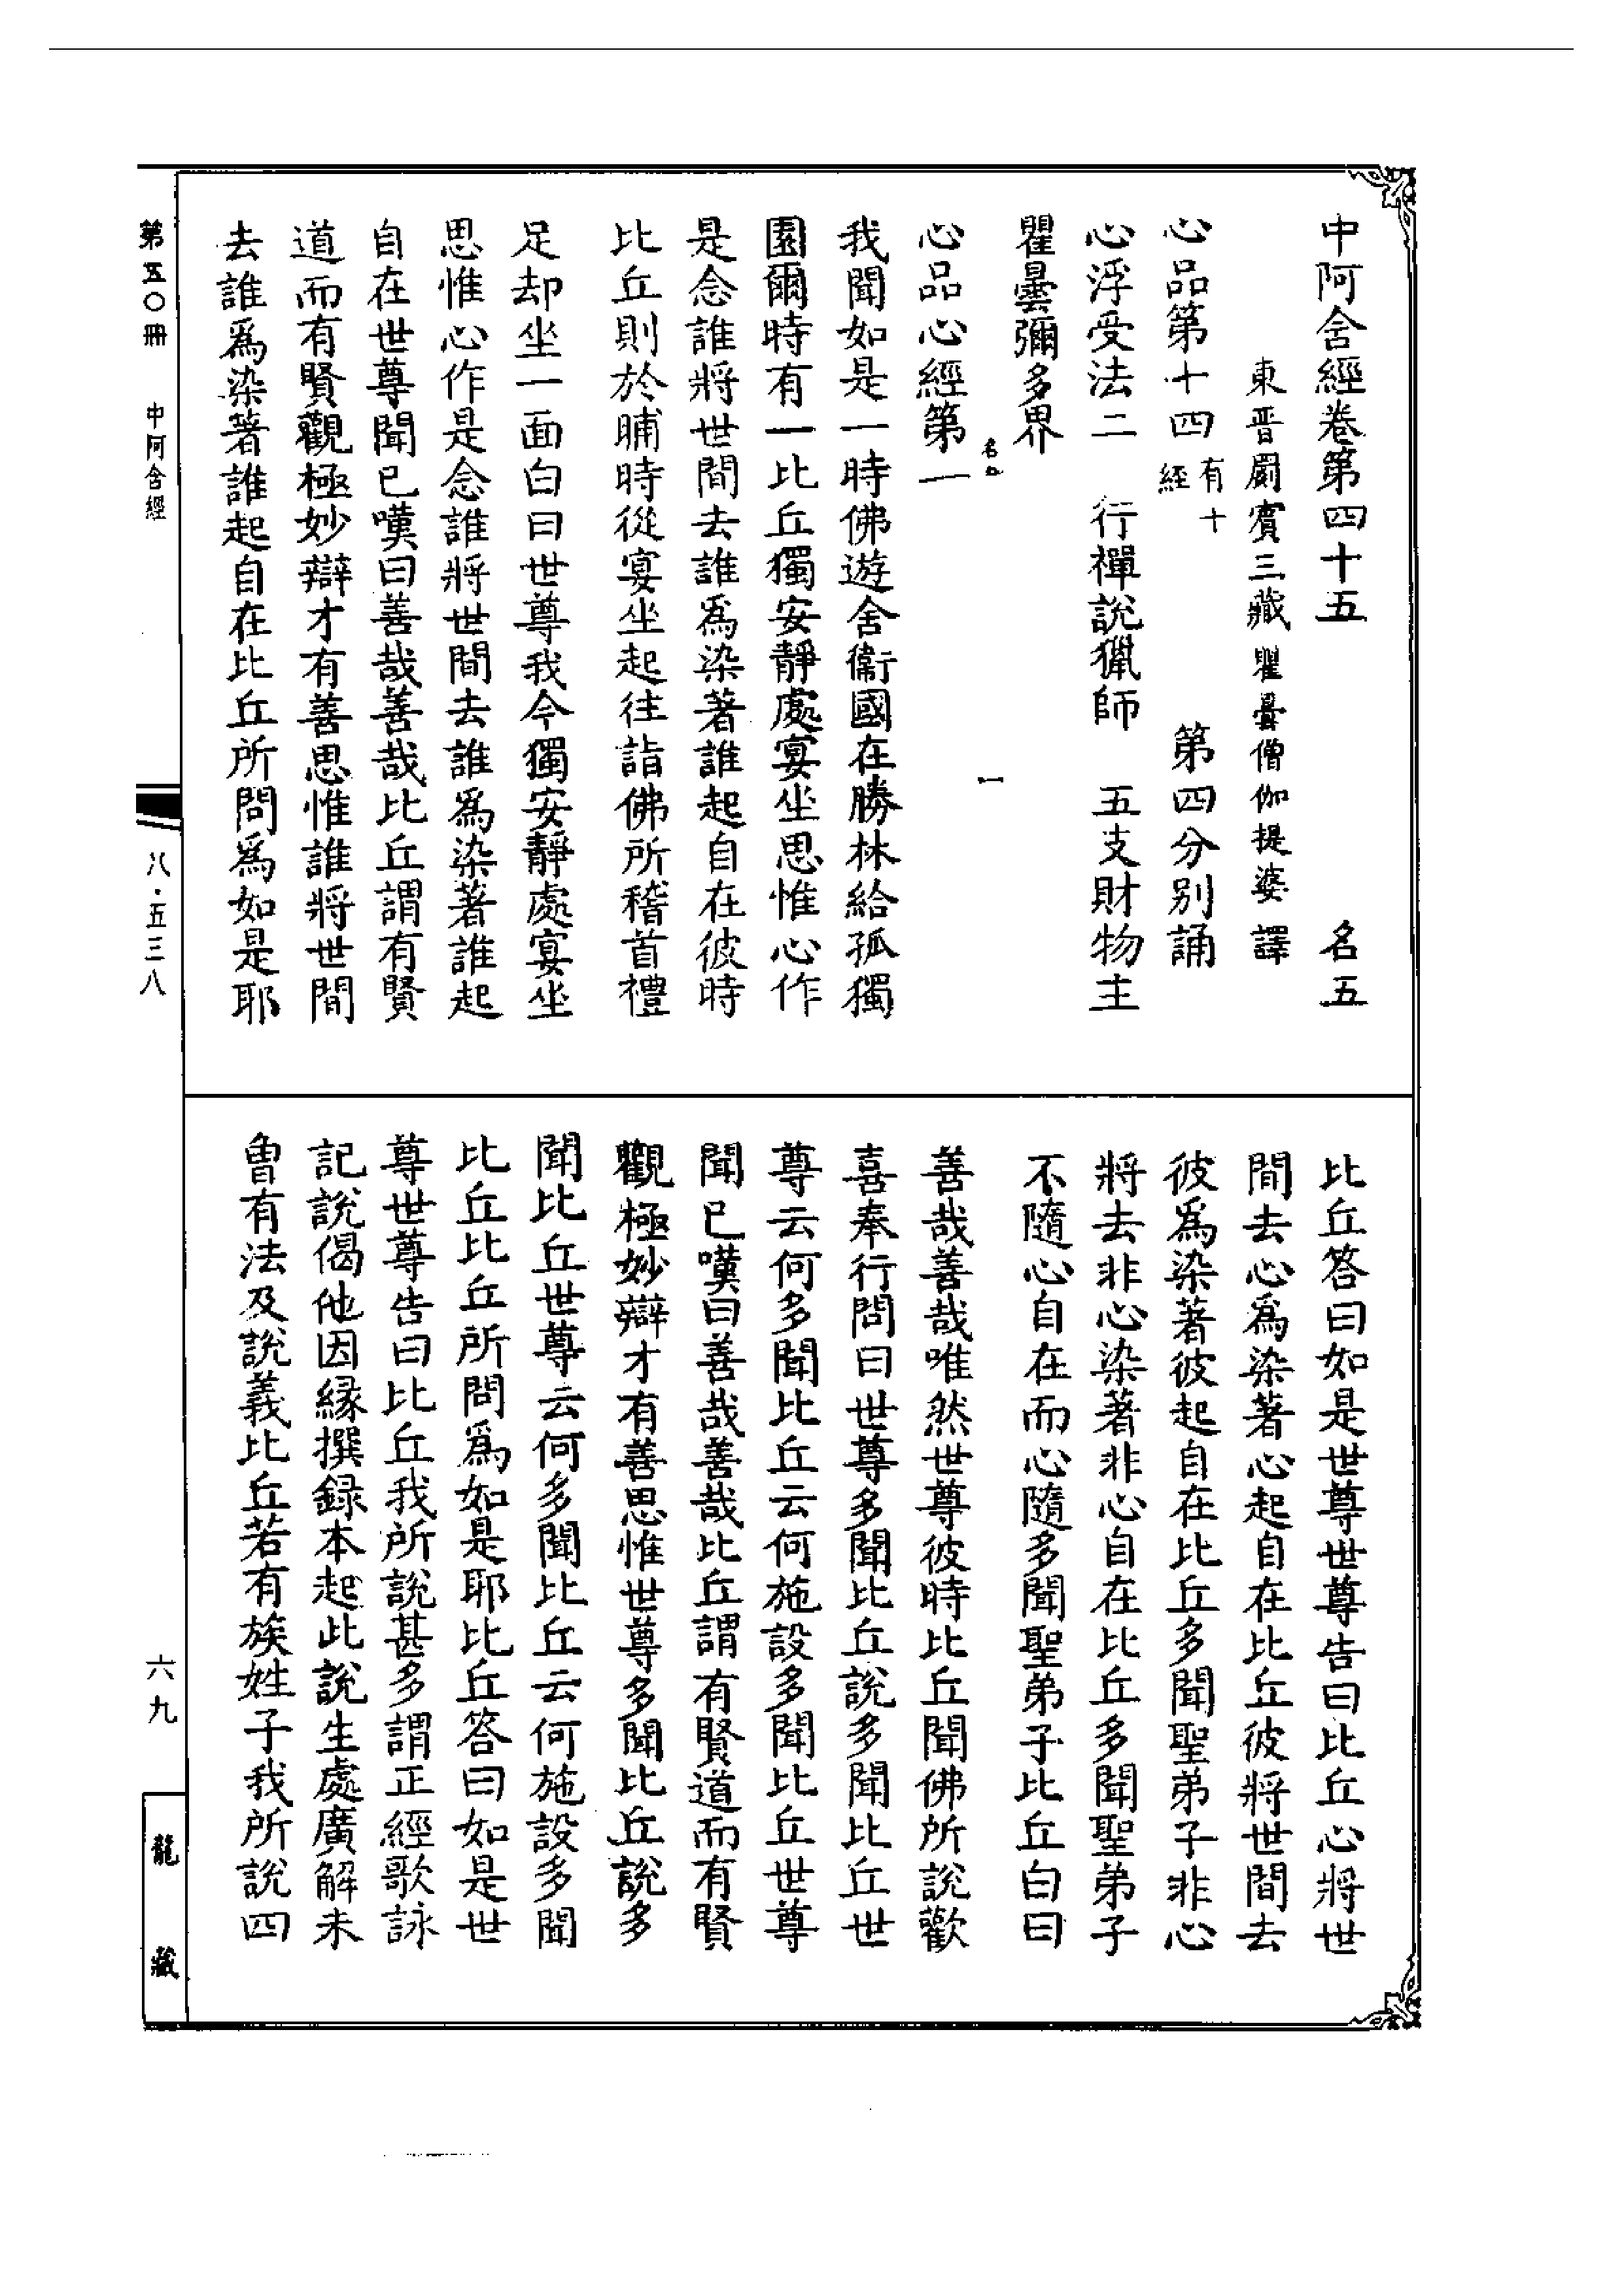 中阿含經卷第四十五　名五
東晉罽賓三藏瞿曇僧伽提婆譯
心品第十四有十經　第四分別誦
心浮受法二　行禪說獵師　五支財物主
瞿曇彌多界
名五　一
心品心經第一
我聞如是一時佛遊舍衛國在勝林給孤獨
園爾時有一比丘獨安靜處宴坐思惟心作
是念誰將世間去誰爲染著誰起自在彼時
比丘則於晡時從宴坐起往詣佛所稽首禮
足却坐一面白曰世尊我今獨安靜處宴坐
思惟心作是念誰將世間去誰爲染著誰起
自在世尊聞已嘆曰善哉善哉比丘謂有賢
道而有賢觀極妙辯才有善思惟誰將世間
去誰爲染著誰起自在比丘所問爲如是耶
比丘答曰如是世尊世尊告曰比丘心將世
間去心爲染著心起自在比丘彼將世間去
彼爲染著彼起自在比丘多聞聖弟子非心
將去非心染著非心自在比丘多聞聖弟子
不隨心自在而心隨多聞聖弟子比丘白曰
善哉善哉唯然世尊彼時比丘聞佛所說歡
喜奉行問曰世尊多聞比丘說多聞比丘世
尊云何多聞比丘云何施設多聞比丘世尊
聞已嘆曰善哉善哉比丘謂有賢道而有賢
觀極妙辯才有善思惟世尊多聞比丘說多
聞比丘世尊云何多聞比丘云何施設多聞
比丘比丘所問爲如是耶比丘答曰如是世
尊世尊告曰比丘我所說甚多謂正經歌詠
記說偈他因緣撰錄本起此說生處廣解未
曾有法及說義比丘若有族姓子我所說四
第五〇冊　中阿含經　八·五三八　六九　龍藏